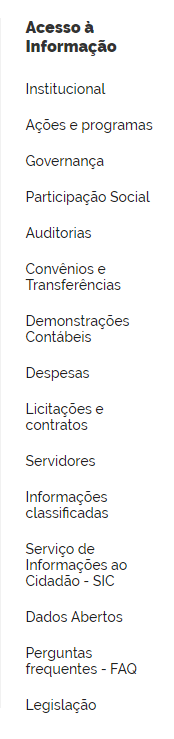 Acesso à
Informação
Institucional
Ações e programas
Governança
Participação Social
Auditorias
Convênios e
Transferências
Demonstrações
Contábeis
Despesas
Licitações e
contratos
Servidores
Informações
classificadas
Serviço de
Informações ao
Cidadão - SIC
Dados Abertos
Perguntas
frequentes - FAQ
Legislação